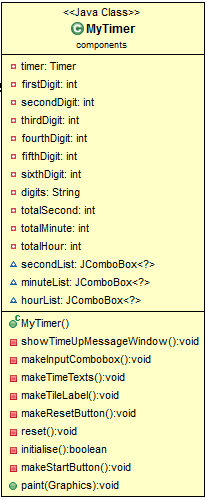 <<Java Class>>
MyTimer
components
timer: Timer
firstDigit: int
secondDigit: int
thirdDigit: int
fourthDigit: int
fifthDigit: int
sixthDigit: int
digits: String
totalSecond: int
totalMinute: int
totalHour: int
secondList: JComboBox<?>
minuteList: JComboBox<?>
hourList: JComboBox<?>
MyTimer()
showTimeUpMessageWindow():void
makeInputCombobox():void
makeTimeTexts():void
makeTileLabel():void
makeResetButton():void
reset():void
initialise():boolean
makeStartButton():void
paint(Graphics):void